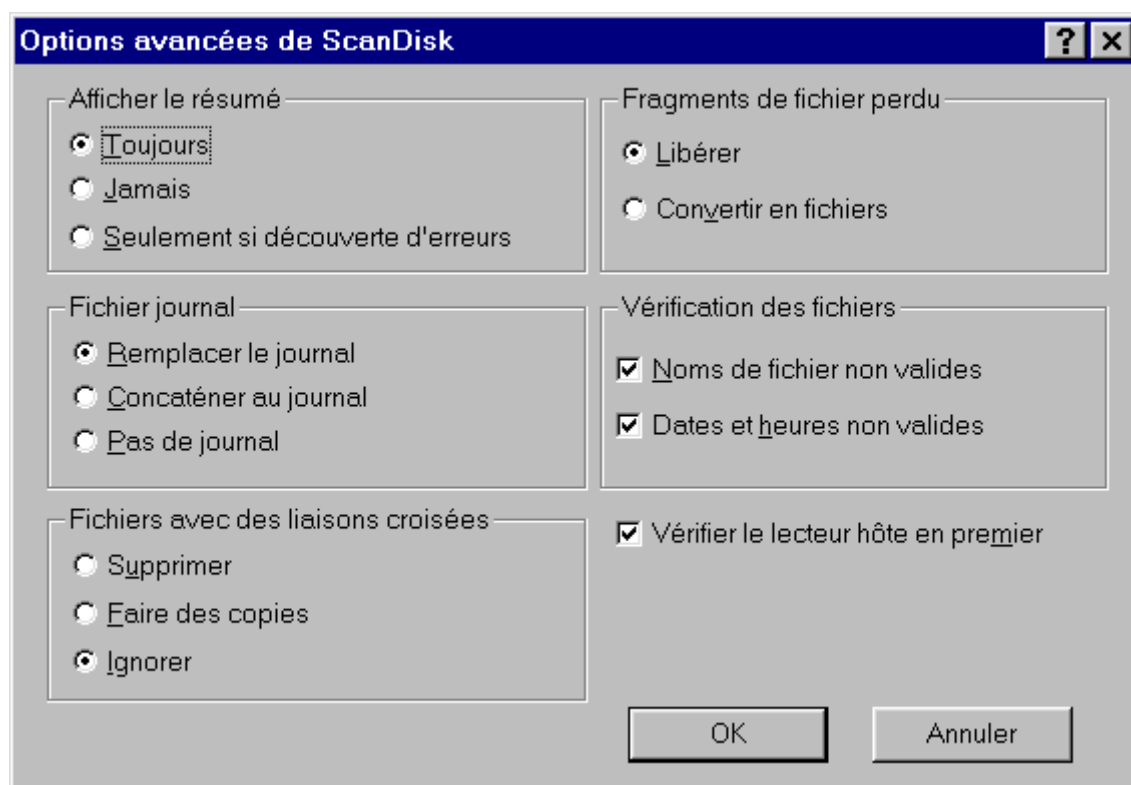 Options avancées de ScanDisk
Afficher le résumé
Toujours
Jamais
Seulement si découverte d'erreurs
Fragments de fichier perdu
Libérer
Convertir en fichiers
Fichier journal
Remplacer le journal
Concaténer au journal
Pas de journal
Vérification des fichiers
Noms de fichier non valides
Dates et heures non valides
Fichiers avec des liaisons croisées
Supprimer
Faire des copies
Ignorer
Vérifier le lecteur hôte en premier
OK
Annuler